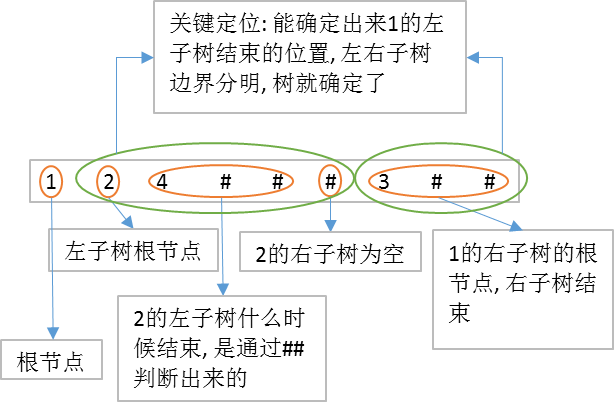 关键定位: 能确定出来1的左
子树结束的位置, 左右子树
边界分明, 树就确定了
1 2 4 # # # 3 # #
左子树根节点
2的右子树为空
1的右子树的根
节点, 右子树结
束
2的左子树什么时
候结束, 是通过##
判断出来的
根节点